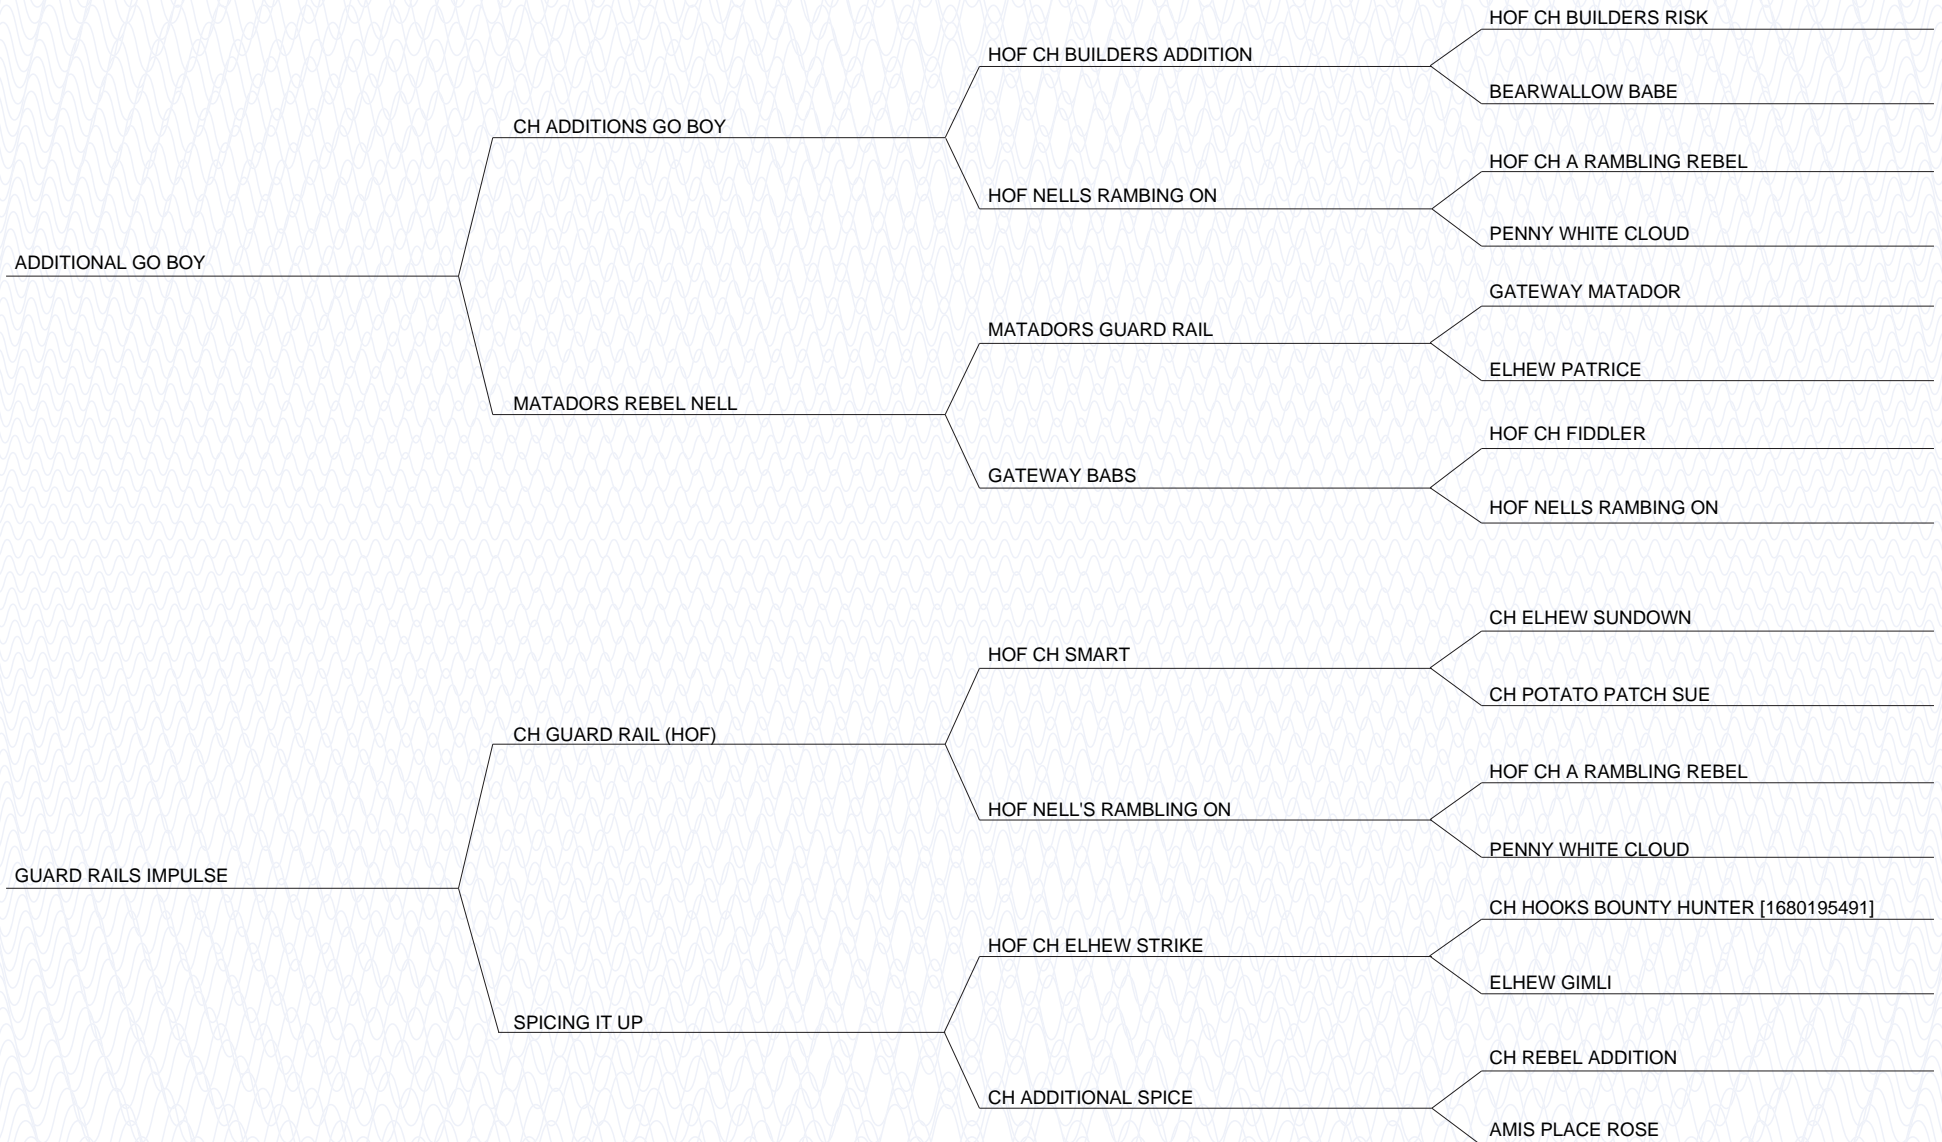 HOF CH BUILDERS RISK
HOF CH BUILDERS ADDITION
BEARWALLOW BABE
CH ADDITIONS GO BOY
HOF CH A RAMBLING REBEL
HOF NELLS RAMBING ON
PENNY WHITE CLOUD
ADDITIONAL GO BOY
GATEWAY MATADOR
MATADORS GUARD RAIL
ELHEW PATRICE
MATADORS REBEL NELL
HOF CH FIDDLER
GATEWAY BABS
HOF NELLS RAMBING ON
CH ELHEW SUNDOWN
HOF CH SMART
CH POTATO PATCH SUE
CH GUARD RAIL (HOF)
HOF CH A RAMBLING REBEL
HOF NELL'S RAMBLING ON
PENNY WHITE CLOUD
GUARD RAILS IMPULSE
CH HOOKS BOUNTY HUNTER [1680195491]
HOF CH ELHEW STRIKE
ELHEW GIMLI
SPICING IT UP
CH REBEL ADDITION
CH ADDITIONAL SPICE
AMIS PLACE ROSE